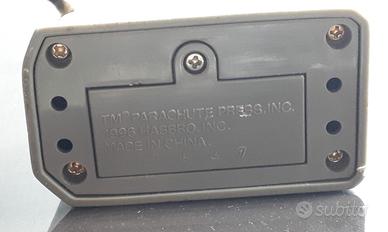 TM© PARACHUTE PRESS, INC.
1996 HASBRO, INC.
MADE IN CHINA.
subito